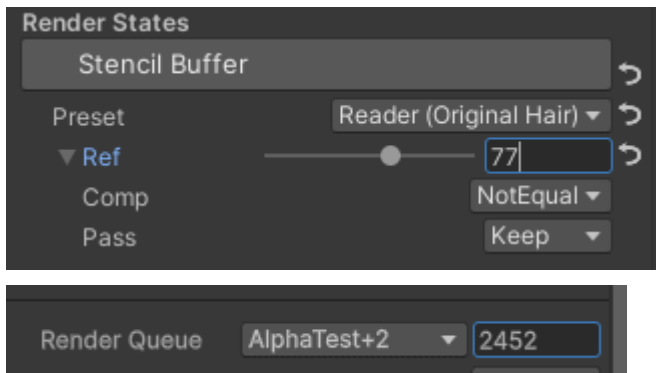 Render States
Stencil Buffer
Preset Reader (Original Hair)
Ref 77
Comp NotEqual
Pass Keep
Render Queue AlphaTest+2 2452